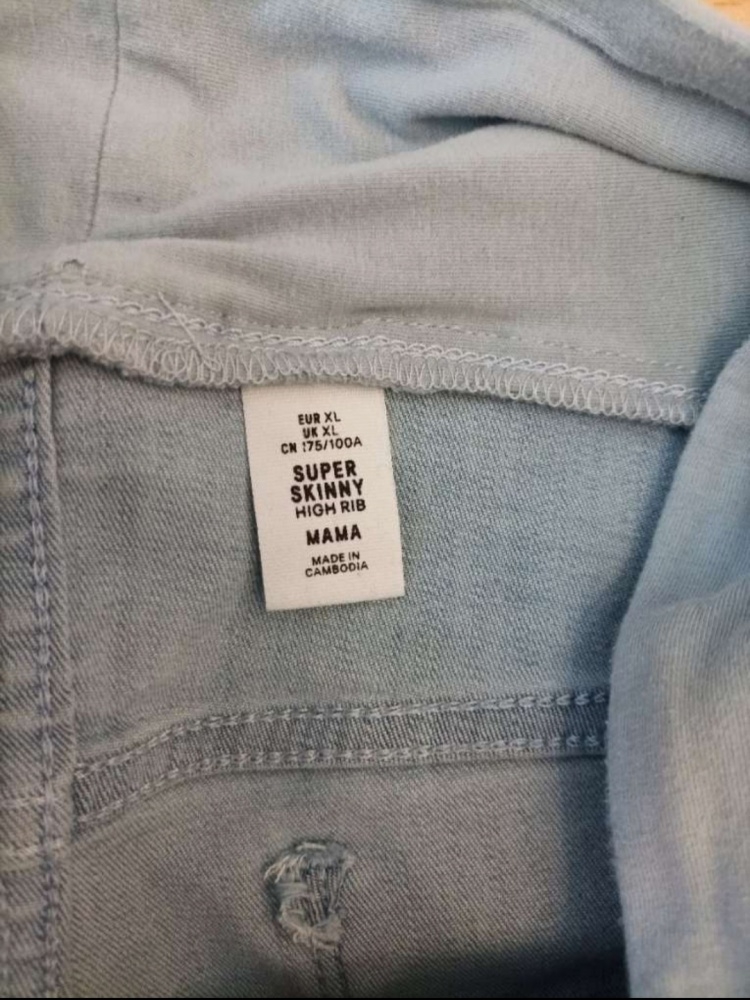 EUR XL
UK XL
CN 175/100A
SUPER
SKINNY
HIGH RIB
MAMA
MADE IN
CAMBODIA